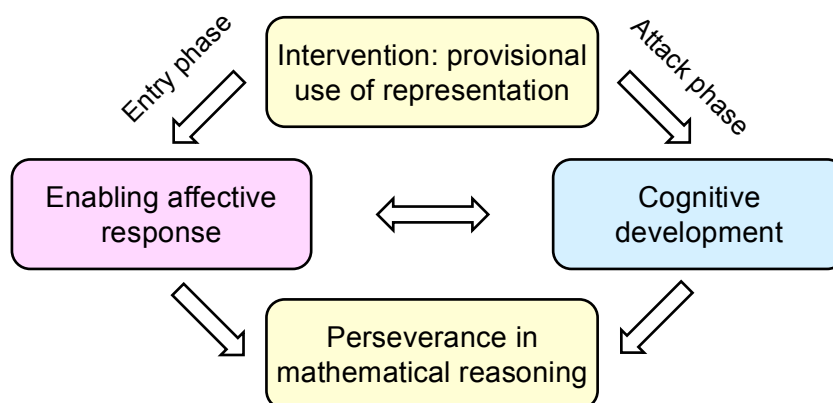 Entry phase
Intervention: provisional
use of representation
Attack phase
Enabling affective
response
Cognitive
development
Perseverance in
mathematical reasoning